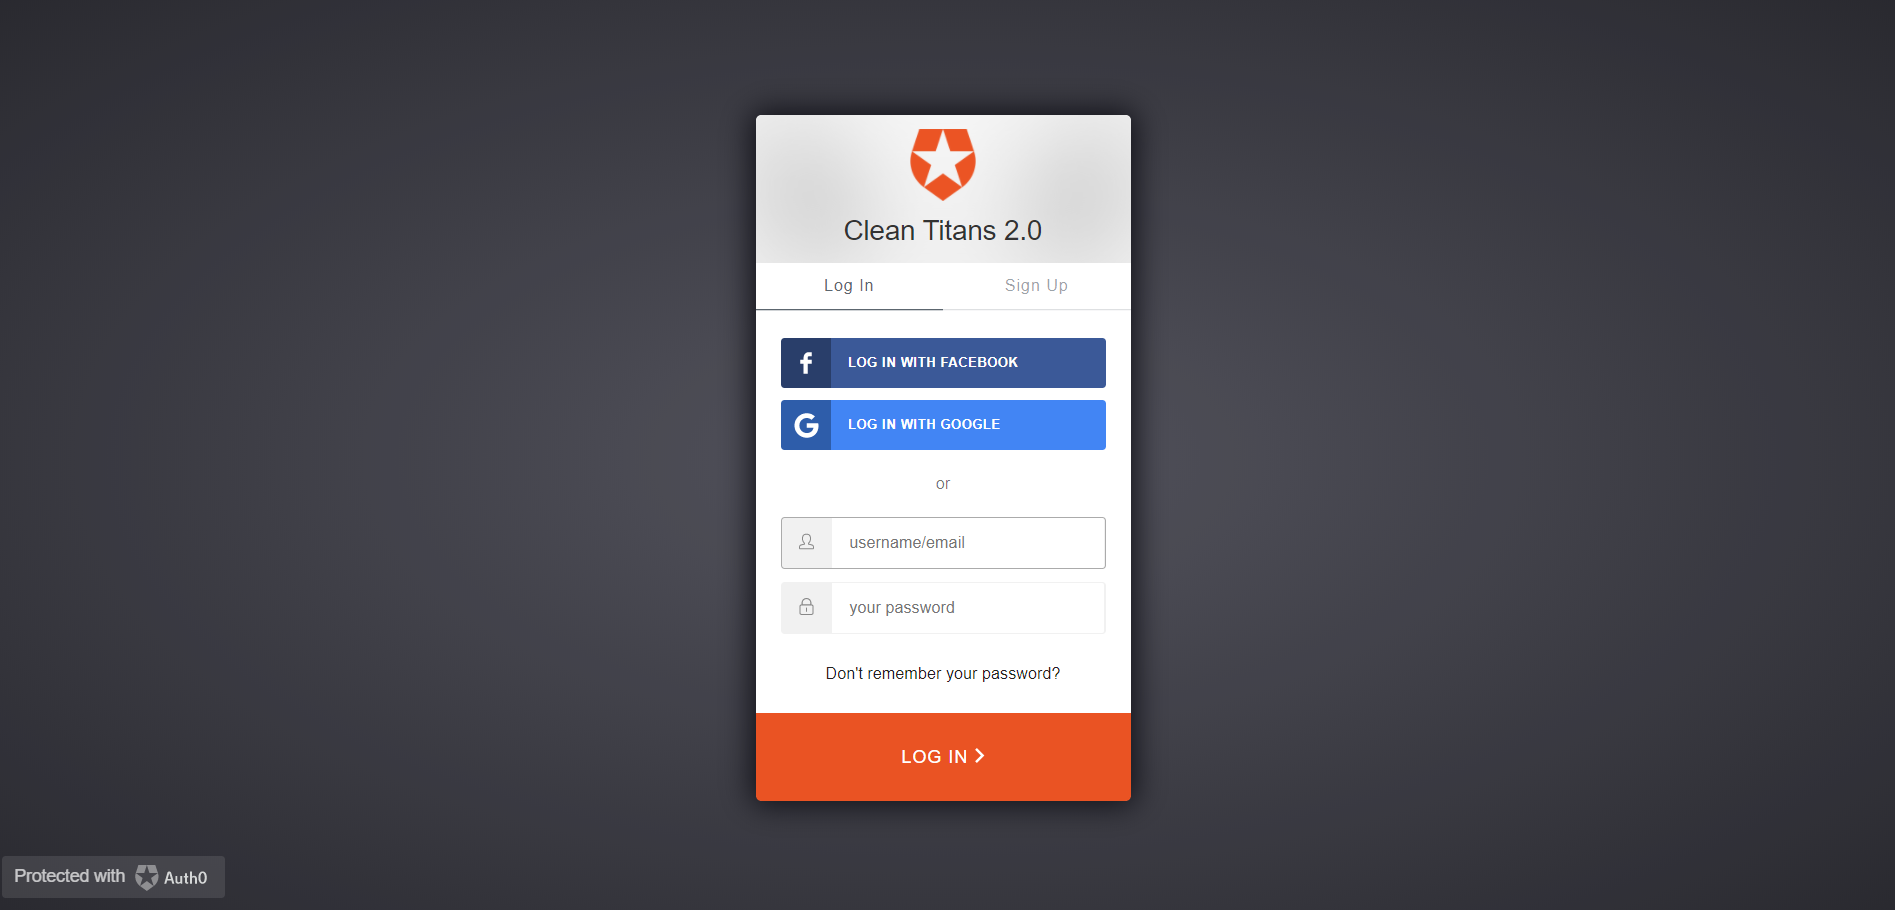 Clean Titans 2.0
Log In
Sign Up
LOG IN WITH FACEBOOK
LOG IN WITH GOOGLE
or
username/email
your password
Don't remember your password?
LOG IN
Protected with Auth0